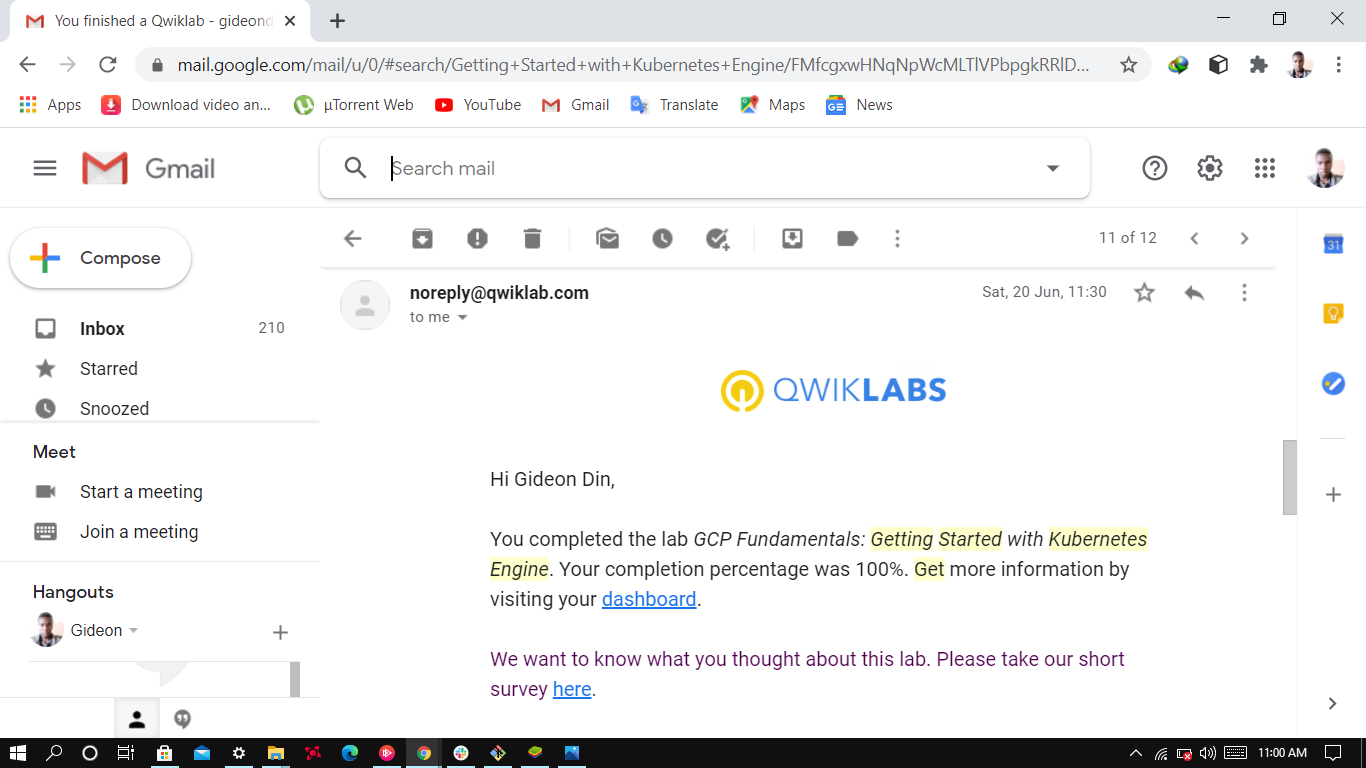 You finished a Qwiklab - gideond
mail.google.com/mail/u/0/#search/Getting+Started+with+Kubernetes+Engine/FMfcgxwHNqNpWcMLTlVPbpgkRRlD...
Apps Download video an... µTorrent Web YouTube Gmail Translate Maps News
Gmail
Search mail
Compose
11 of 12
31
noreply@qwiklab.com
Sat, 20 Jun, 11:30
to me
Inbox 210
Starred
Snoozed
Meet
Start a meeting
Join a meeting
Hangouts
Gideon
QWIKLABS
Hi Gideon Din,
You completed the lab GCP Fundamentals: Getting Started with Kubernetes
Engine. Your completion percentage was 100%. Get more information by
visiting your dashboard.
We want to know what you thought about this lab. Please take our short
survey here.
11:00 AM